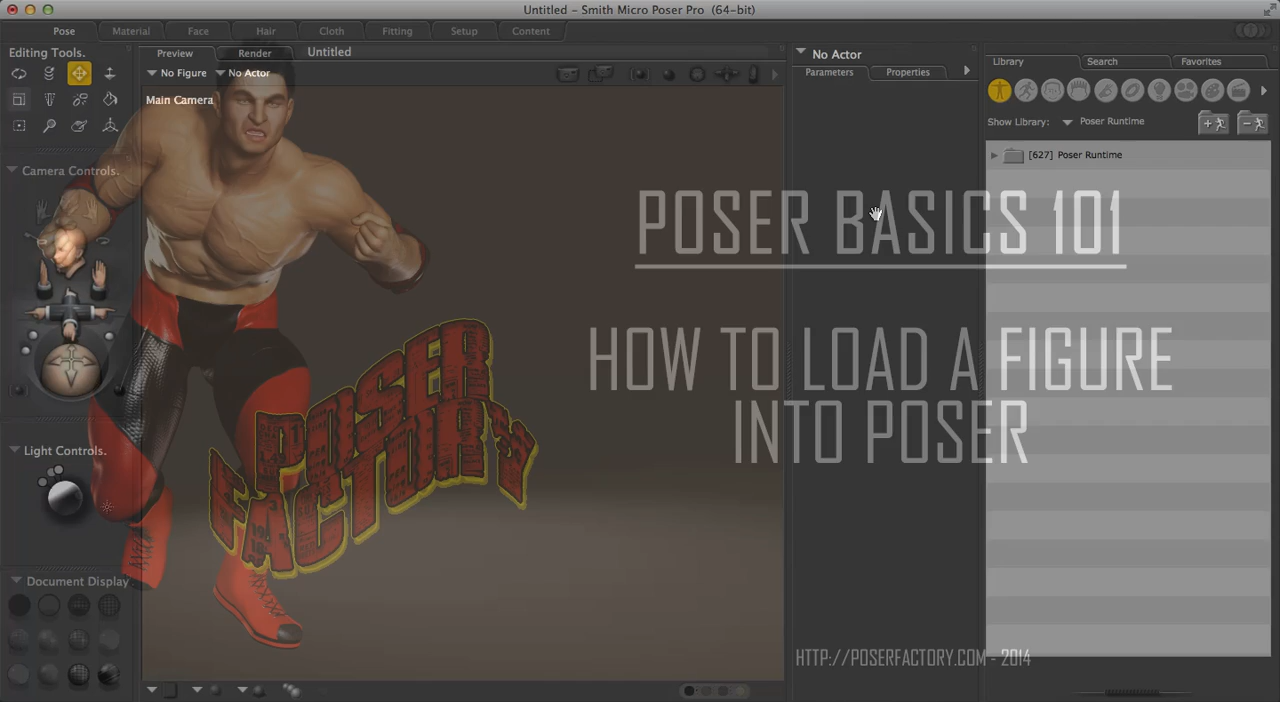 Untitled – Smith Micro Poser Pro  (64-bit)
Pose
Material
Face
Hair
Cloth
Fitting
Setup
Content
Editing Tools.
Preview
Render
Untitled
No Figure
No Actor
Main Camera
No Actor
Parameters
Properties
Library
Search
Favorites
Show Library:
Poser Runtime
[627] Poser Runtime
Camera Controls.
POSER BASICS 101
HOW TO LOAD A FIGURE
INTO POSER
POSER
FACTORY
Light Controls.
Document Display
HTTP://POSERFACTORY.COM - 2014